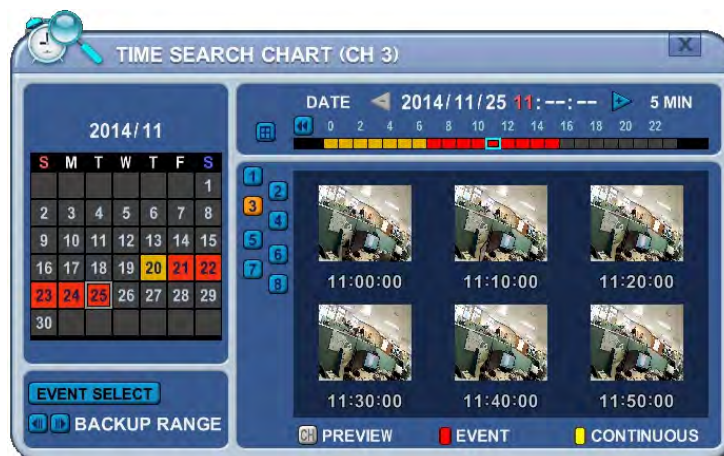 TIME SEARCH CHART (CH 3)
X
2014/11
S M T W T F S
1
2 3 4 5 6 7 8
9 10 11 12 13 14 15
16 17 18 19 20 21 22
23 24 25 26 27 28 29
30
EVENT SELECT
BACKUP RANGE
DATE 2014/11/25 11:--:-- 5 MIN
0 2 4 6 8 10 12 14 16 18 20 22
1
2
3
4
5
6
7
8
11:00:00 11:10:00 11:20:00
11:30:00 11:40:00 11:50:00
CH PREVIEW EVENT CONTINUOUS